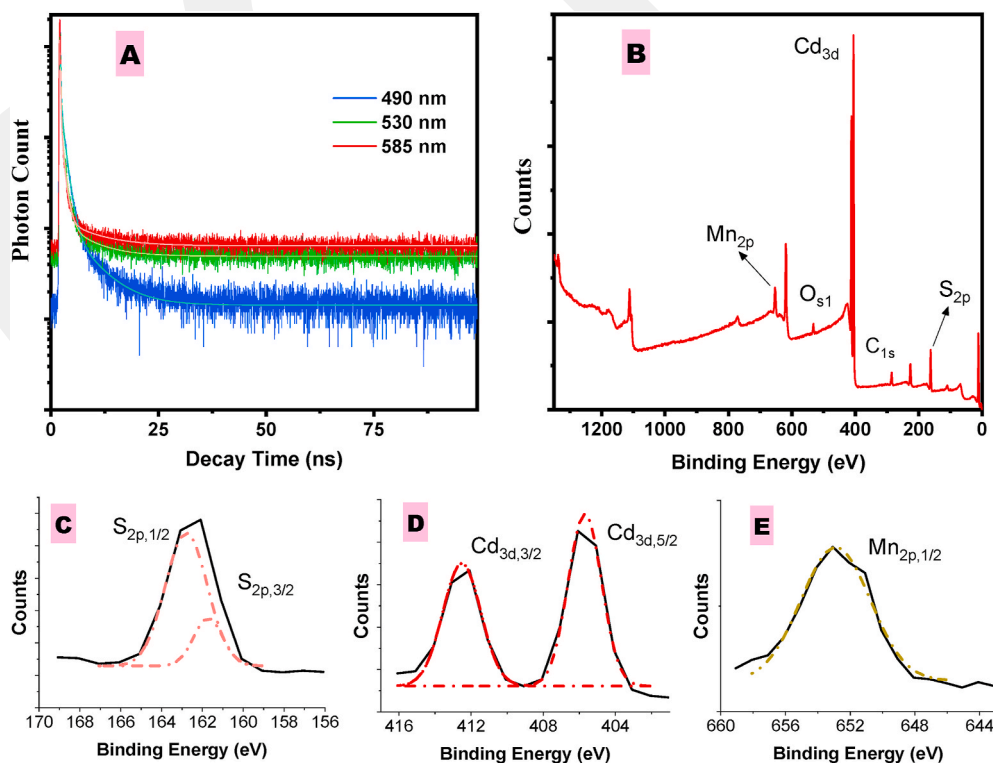 A
490 nm
530 nm
585 nm
Photon Count
0
25
50
75
Decay Time (ns)
B
Cd3d
Mn2p
Os1
C1s
S2p
Counts
1200
1000
800
600
400
200
0
Binding Energy (eV)
C
S2p,1/2
S2p,3/2
Counts
170
168
166
164
162
160
158
156
Binding Energy (eV)
D
Cd3d,3/2
Cd3d,5/2
Counts
416
412
408
404
Binding Energy (eV)
E
Mn2p,1/2
Counts
660
656
652
648
644
Binding Energy (eV)